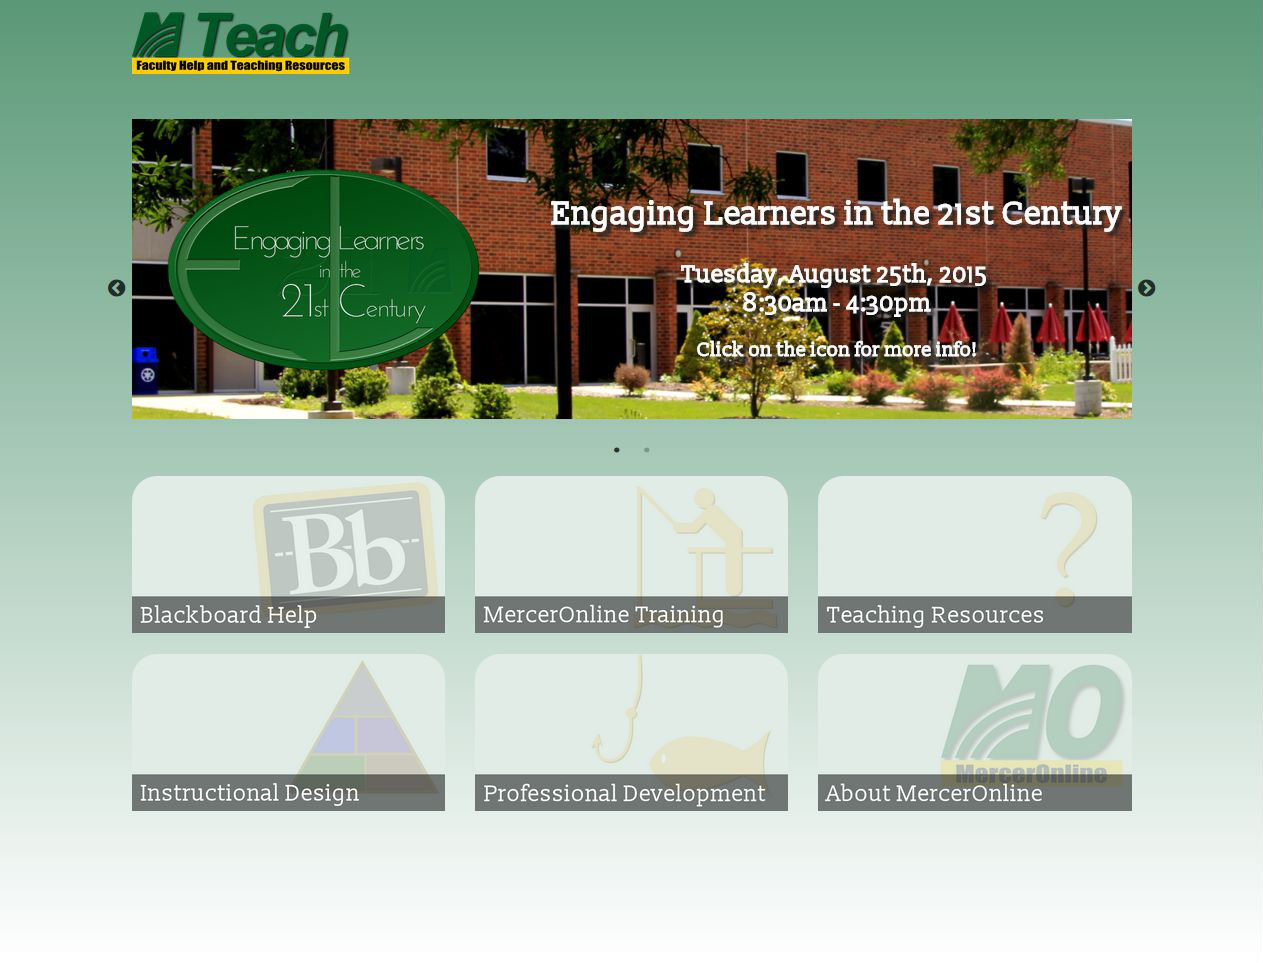 M Teach
Faculty Help and Teaching Resources
Engaging Learners
in the
21st Century
Engaging Learners in the 21st Century
Tuesday, August 25th, 2015
8:30am - 4:30pm
Click on the icon for more info!
Bb
Blackboard Help
MercerOnline Training
?
Teaching Resources
Instructional Design
Professional Development
MO
MercerOnline
About MercerOnline